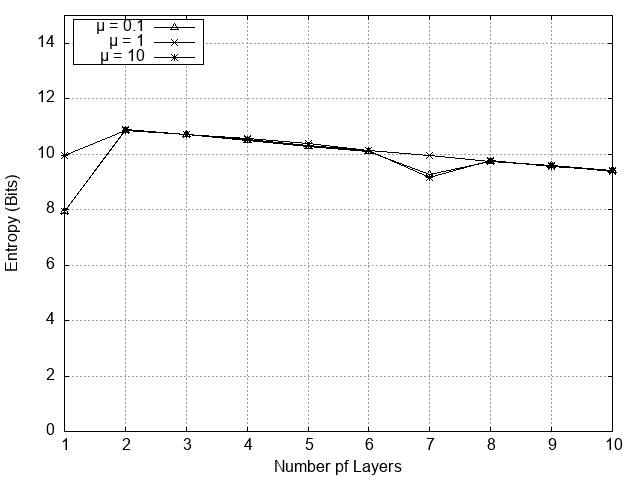 μ = 0.1
μ = 1
μ = 10
14
12
10
8
6
4
2
0
Entropy (Bits)
1 2 3 4 5 6 7 8 9 10
Number pf Layers